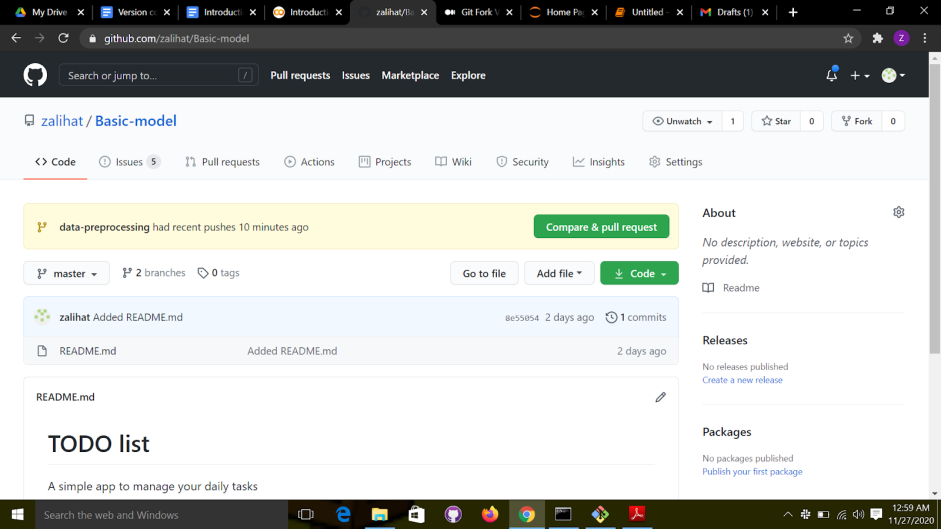 My Drive
Version co
Introducti
Introducti
zalihat/Ba
Git Fork V
Home Pag
Untitled -
Drafts (1)
github.com/zalihat/Basic-model
Z
Search or jump to... /
Pull requests Issues Marketplace Explore
zalihat / Basic-model
Unwatch 1 Star 0 Fork 0
Code Issues 5 Pull requests Actions Projects Wiki Security Insights Settings
data-preprocessing had recent pushes 10 minutes ago
Compare & pull request
master 2 branches 0 tags Go to file Add file Code
zalihat Added README.md 8e55054 2 days ago 1 commits
README.md Added README.md 2 days ago
README.md
TODO list
A simple app to manage your daily tasks
About
No description, website, or topics
provided.
Readme
Releases
No releases published
Create a new release
Packages
No packages published
Publish your first package
Search the web and Windows
12:59 AM
11/27/2020